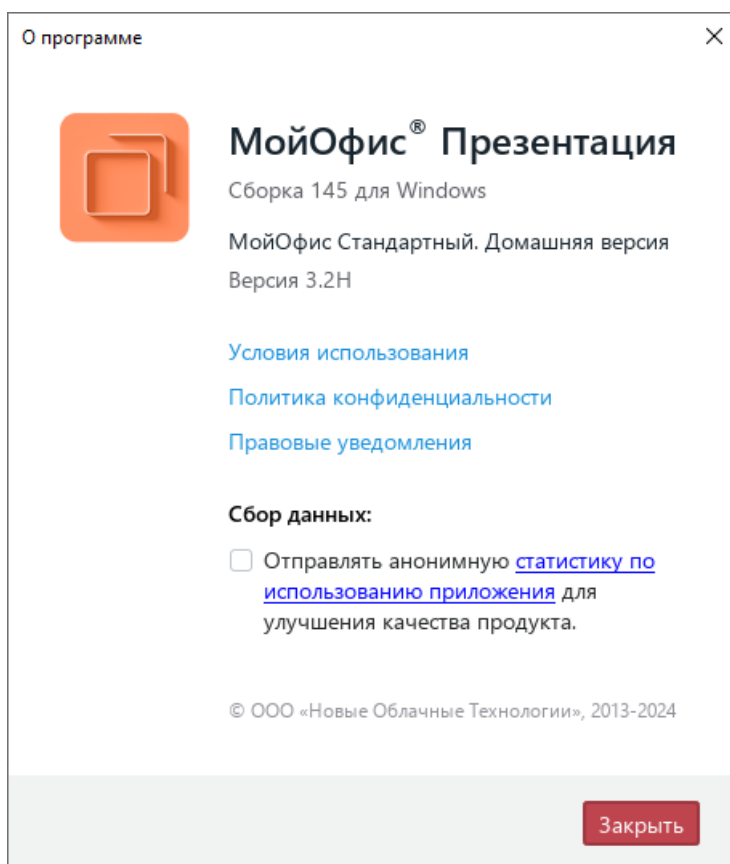 О программе
МойОфис® Презентация
Сборка 145 для Windows
МойОфис Стандартный. Домашняя версия
Версия 3.2H
Условия использования
Политика конфиденциальности
Правовые уведомления
Сбор данных:
Отправлять анонимную статистику по
использованию приложения для
улучшения качества продукта.
© ООО «Новые Облачные Технологии», 2013-2024
Закрыть